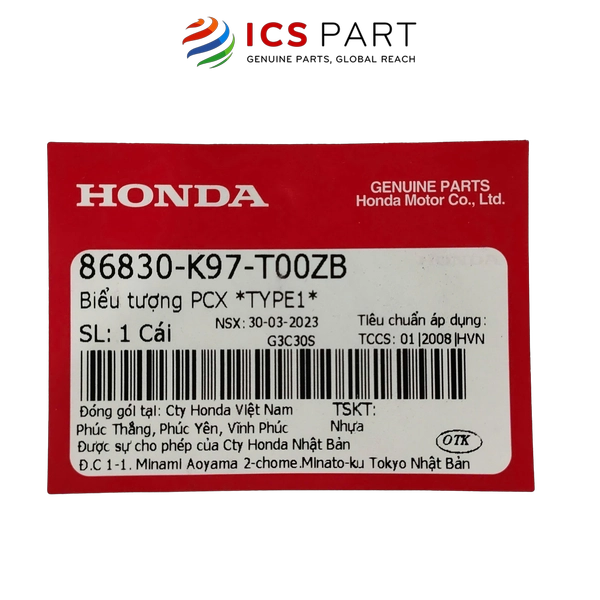 ICS PART
GENUINE PARTS, GLOBAL REACH
HONDA
GENUINE PARTS
Honda Motor Co., Ltd.
86830-K97-T00ZB
Biểu tượng PCX *TYPE1*
SL: 1 Cái
NSX: 30-03-2023
G3C30S
Tiêu chuẩn áp dụng:
TCCS: 01|2008|HVN
Đóng gói tại: Cty Honda Việt Nam
Phúc Thắng, Phúc Yên, Vĩnh Phúc
TSKT:
Nhựa
Được sự cho phép của Cty Honda Nhật Bản
Đ.C 1-1. Minami Aoyama 2-chome.Minato-ku Tokyo Nhật Bản
OTK